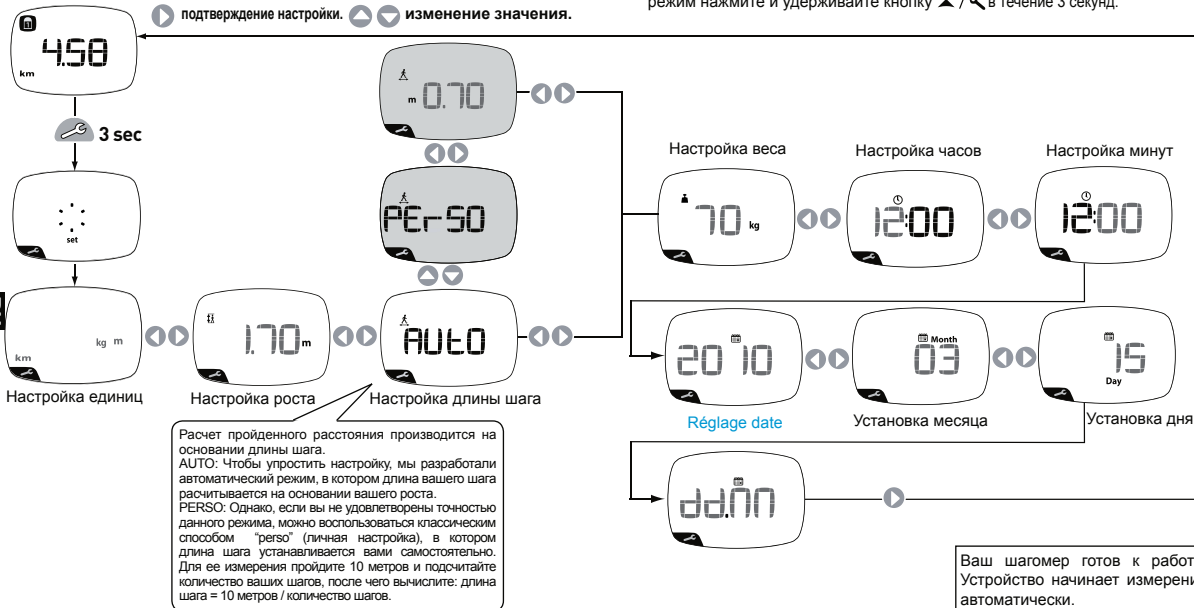 подтверждение настройки. изменение значения.
режим нажмите и удерживайте кнопку / в течение 3 секунд.
4.58
km
3 sec
set
km kg m
Настройка единиц
1.70 m
Настройка роста
m 0.70
PErSO
AUtO
Настройка длины шага
Расчет пройденного расстояния производится на
основании длины шага.
AUTO: Чтобы упростить настройку, мы разработали
автоматический режим, в котором длина вашего шага
расчитывается на основании вашего роста.
PERSO: Однако, если вы не удовлетворены точностью
данного режима, можно воспользоваться классическим
способом "perso" (личная настройка), в котором
длина шага устанавливается вами самостоятельно.
Для ее измерения пройдите 10 метров и подсчитайте
количество ваших шагов, после чего вычислите: длина
шага = 10 метров / количество шагов.
Настройка веса
70 kg
Настройка часов
12:00
Настройка минут
12:00
2010
Réglage date
Month
03
Установка месяца
15
Day
Установка дня
dd.MM
Ваш шагомер готов к работ
Устройство начинает измерени
автоматически.